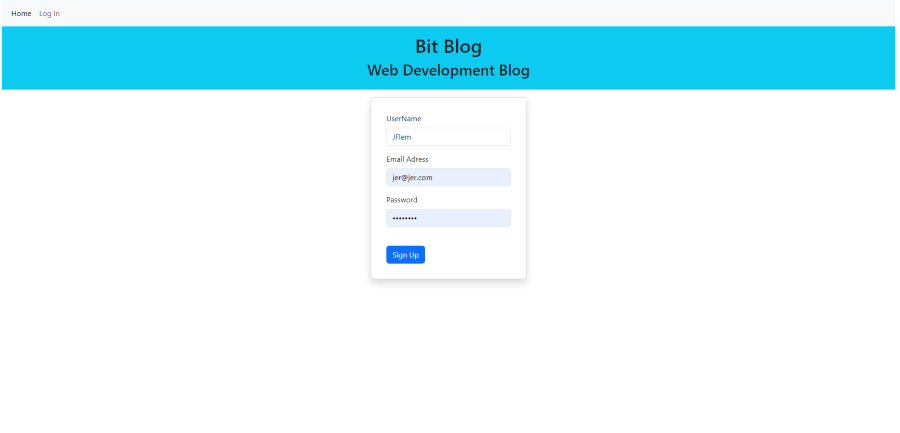 Home Log In
Bit Blog
Web Development Blog
UserName
JFlem
Email Adress
jer@jer.com
Password
••••••••
Sign Up